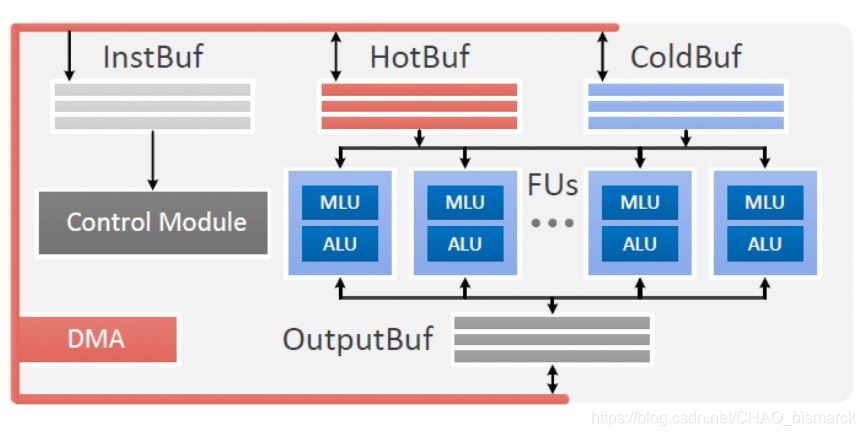 InstBuf
HotBuf
ColdBuf
FUs
MLU
MLU
MLU
MLU
Control Module
ALU
ALU
ALU
ALU
DMA
OutputBuf
https://blog.csdn.net/CHAO_bismarck